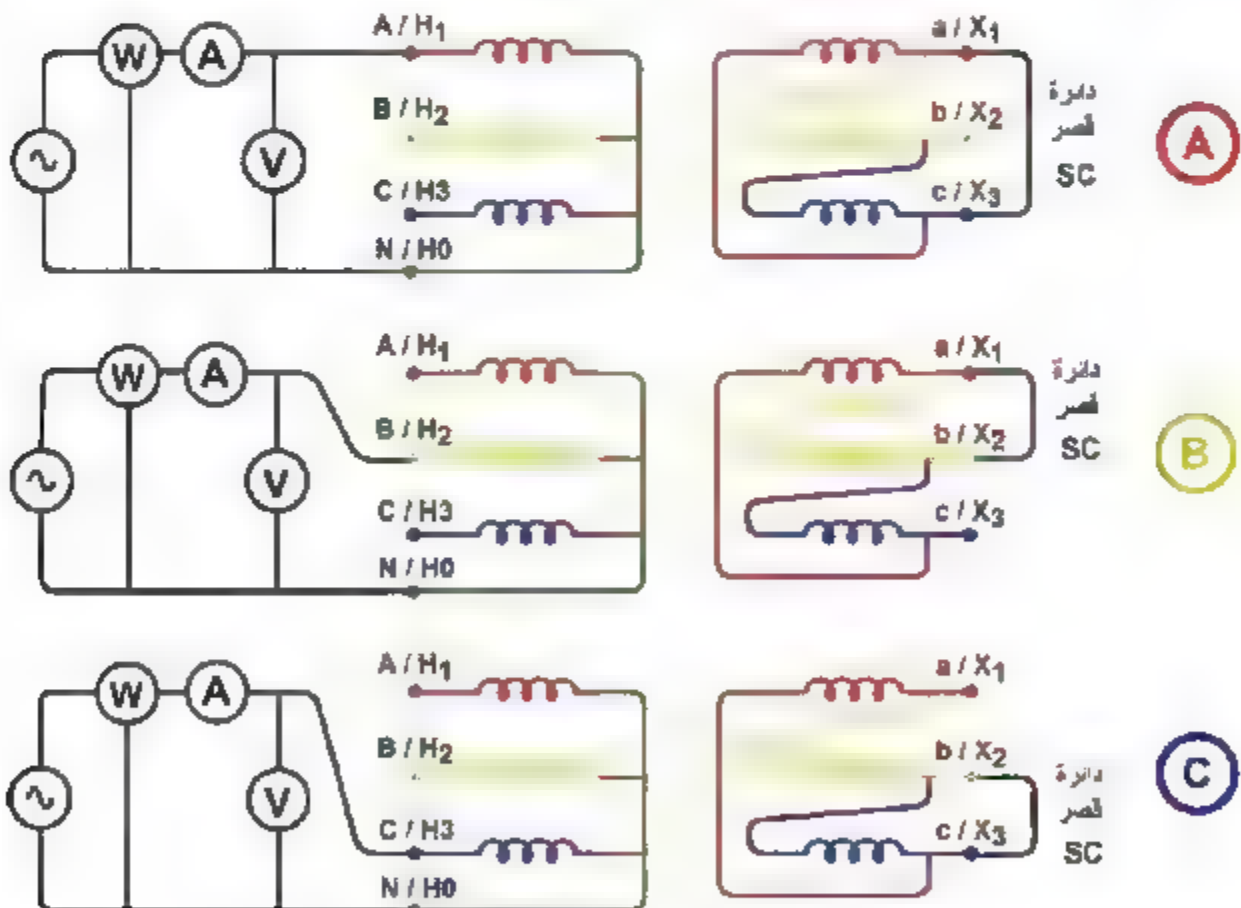 A / H1
W A
B / H2
V
~
C / H3
N / H0
a / X1
b / X2
c / X3
دائرة
قصر
SC
A
A / H1
W A
B / H2
V
~
C / H3
N / H0
a / X1
b / X2
c / X3
دائرة
قصر
SC
B
A / H1
W A
B / H2
V
~
C / H3
N / H0
a / X1
b / X2
c / X3
دائرة
قصر
SC
C